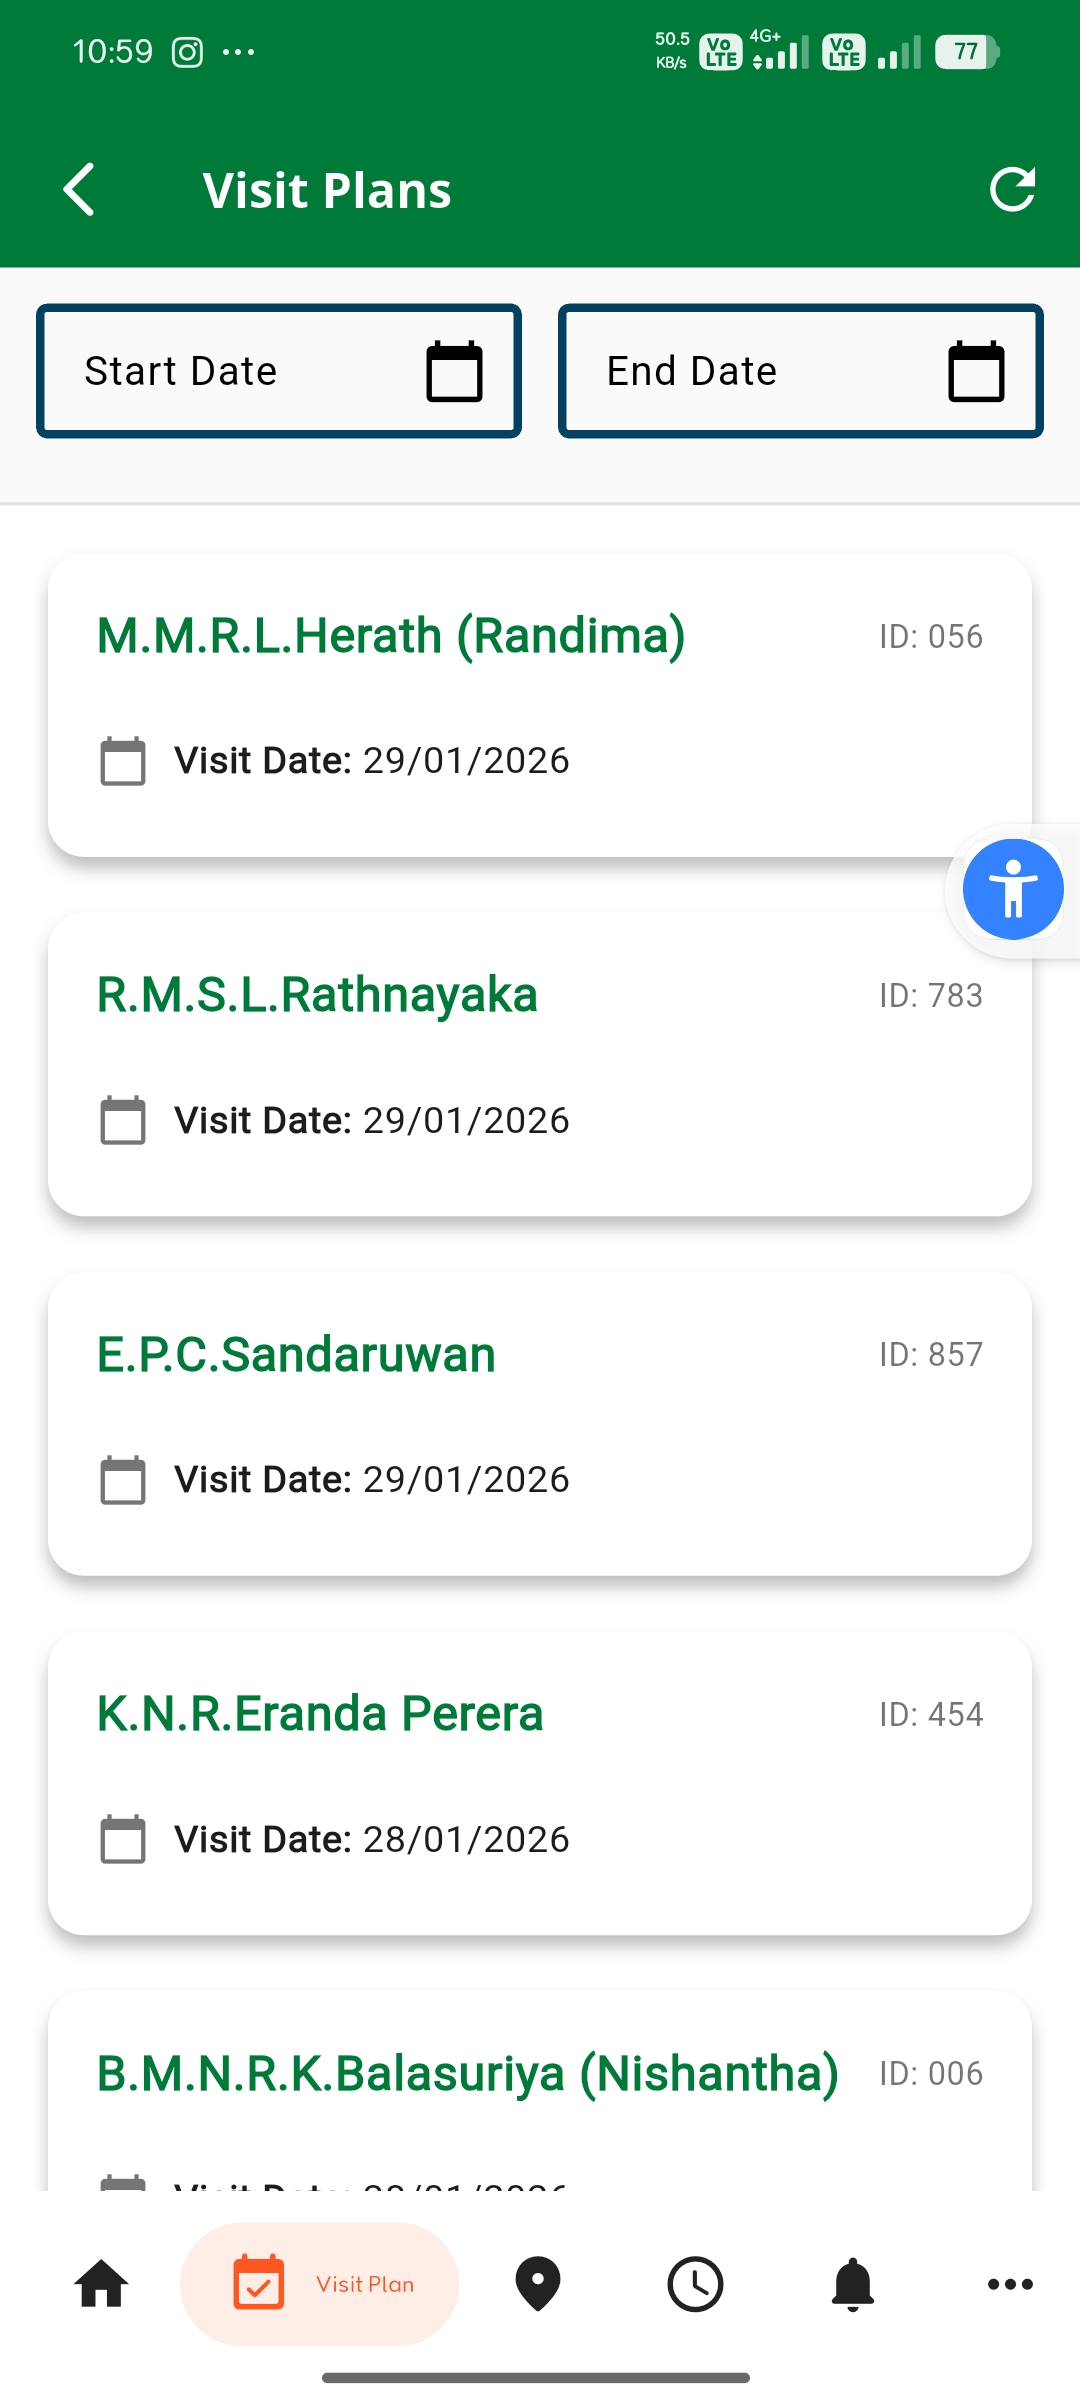 10:59
50.5 KB/s Vo LTE 4G+ Vo LTE 77
Visit Plans
Start Date
End Date
M.M.R.L.Herath (Randima) ID: 056
Visit Date: 29/01/2026
R.M.S.L.Rathnayaka ID: 783
Visit Date: 29/01/2026
E.P.C.Sandaruwan ID: 857
Visit Date: 29/01/2026
K.N.R.Eranda Perera ID: 454
Visit Date: 28/01/2026
B.M.N.R.K.Balasuriya (Nishantha) ID: 006
Visit Date:
Visit Plan